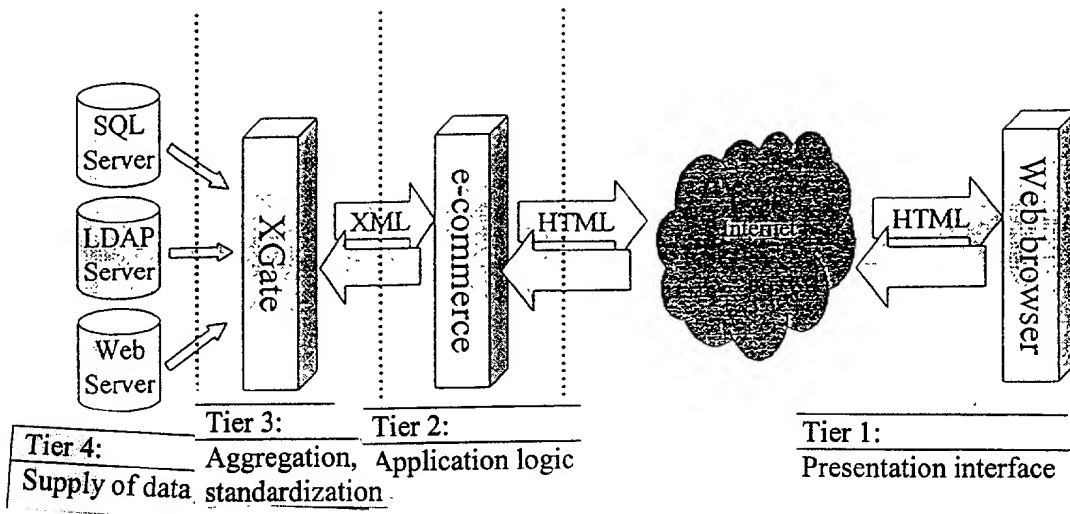 SQL
Server
LDAP
Server
Web
Server
XGate
XML
e-commerce
HTML
Internet
HTML
Web browser
Tier 4:
Supply of data
Tier 3:
Aggregation,
standardization
Tier 2:
Application logic
Tier 1:
Presentation interface